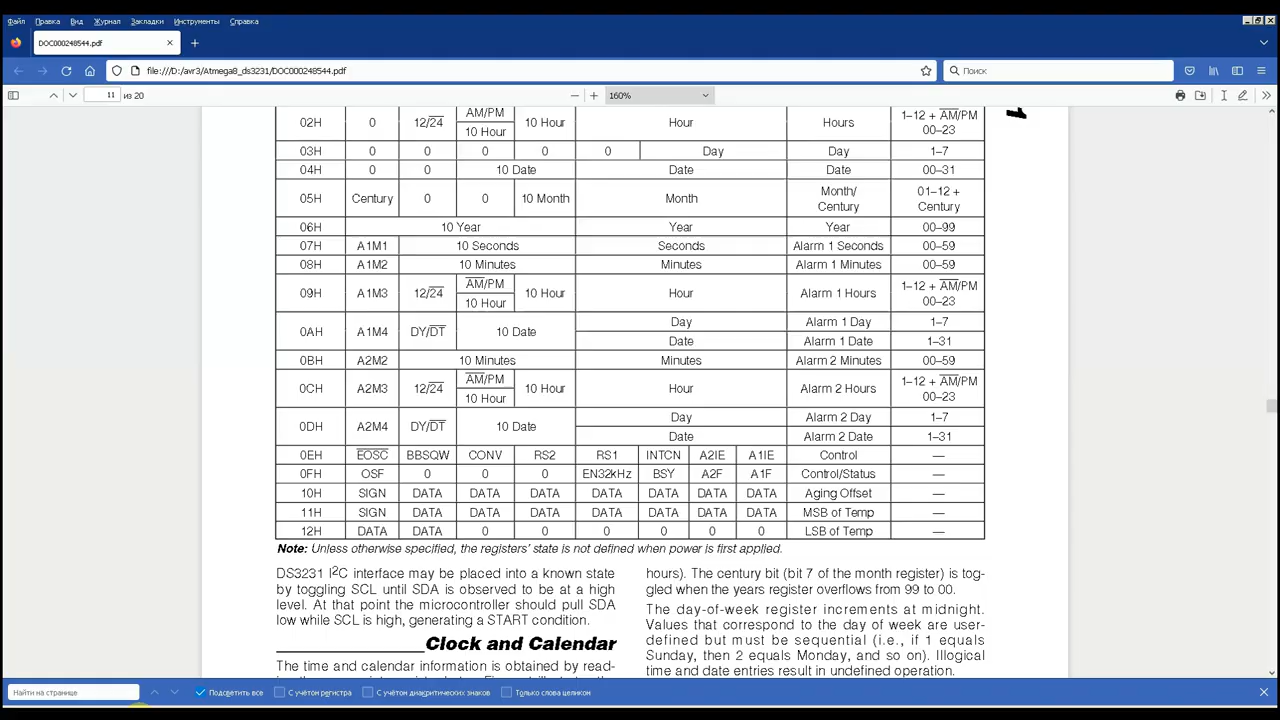 Файл Правка Вид Журнал Закладки Инструменты Справка
DOC000248544.pdf
file:///D:/avr3/Atmega8_ds3231/DOC000248544.pdf Поиск
11 из 20 160%
02H 0 12/24 AM/PM 10 Hour 10 Hour Hour Hours 1–12 + AM/PM 00–23
03H 0 0 0 0 0 Day Day 1–7
04H 0 0 10 Date Date Date 00–31
05H Century 0 0 10 Month Month Month/Century 01–12 + Century
06H 10 Year Year Year 00–99
07H A1M1 10 Seconds Seconds Alarm 1 Seconds 00–59
08H A1M2 10 Minutes Minutes Alarm 1 Minutes 00–59
09H A1M3 12/24 AM/PM 10 Hour 10 Hour Hour Alarm 1 Hours 1–12 + AM/PM 00–23
0AH A1M4 DY/DT 10 Date Day Alarm 1 Day 1–7
Date Alarm 1 Date 1–31
0BH A2M2 10 Minutes Minutes Alarm 2 Minutes 00–59
0CH A2M3 12/24 AM/PM 10 Hour 10 Hour Hour Alarm 2 Hours 1–12 + AM/PM 00–23
0DH A2M4 DY/DT 10 Date Day Alarm 2 Day 1–7
Date Alarm 2 Date 1–31
0EH EOSC BBSQW CONV RS2 RS1 INTCN A2IE A1IE Control —
0FH OSF 0 0 0 EN32kHz BSY A2F A1F Control/Status —
10H SIGN DATA DATA DATA DATA DATA DATA DATA Aging Offset —
11H SIGN DATA DATA DATA DATA DATA DATA DATA MSB of Temp —
12H DATA DATA 0 0 0 0 0 0 LSB of Temp —
Note: Unless otherwise specified, the registers' state is not defined when power is first applied.
DS3231 I2C interface may be placed into a known state
by toggling SCL until SDA is observed to be at a high
level. At that point the microcontroller should pull SDA
low while SCL is high, generating a START condition.
Clock and Calendar
The time and calendar information is obtained by read-
hours). The century bit (bit 7 of the month register) is tog-
gled when the years register overflows from 99 to 00.
The day-of-week register increments at midnight.
Values that correspond to the day of week are user-
defined but must be sequential (i.e., if 1 equals
Sunday, then 2 equals Monday, and so on). Illogical
time and date entries result in undefined operation.
Найти на странице Подсветить все С учётом регистра С учётом диакритических знаков Только слова целиком